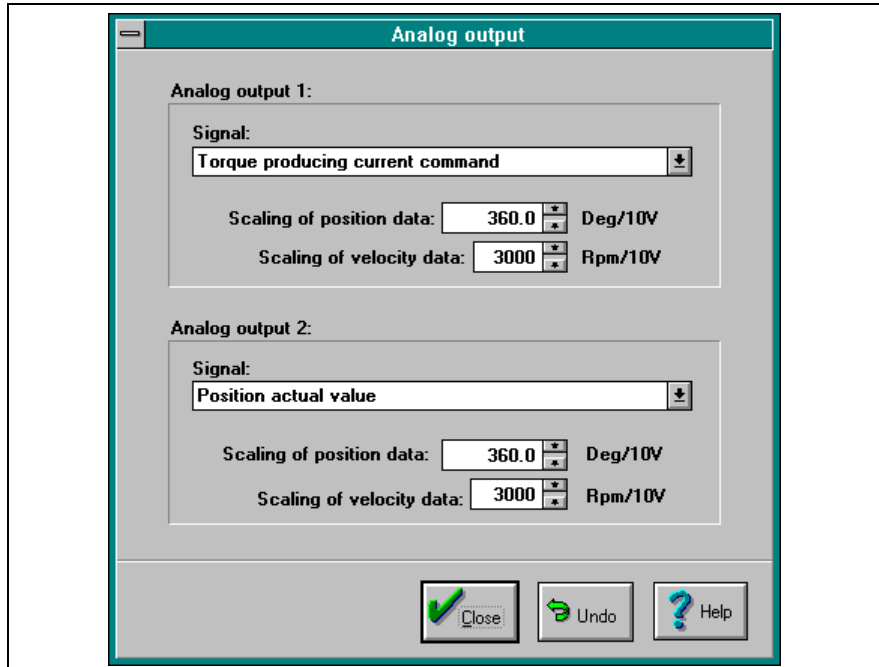 Analog output
Analog output 1:
Signal:
Torque producing current command
Scaling of position data: 360.0 Deg/10V
Scaling of velocity data: 3000 Rpm/10V
Analog output 2:
Signal:
Position actual value
Scaling of position data: 360.0 Deg/10V
Scaling of velocity data: 3000 Rpm/10V
Close Undo Help